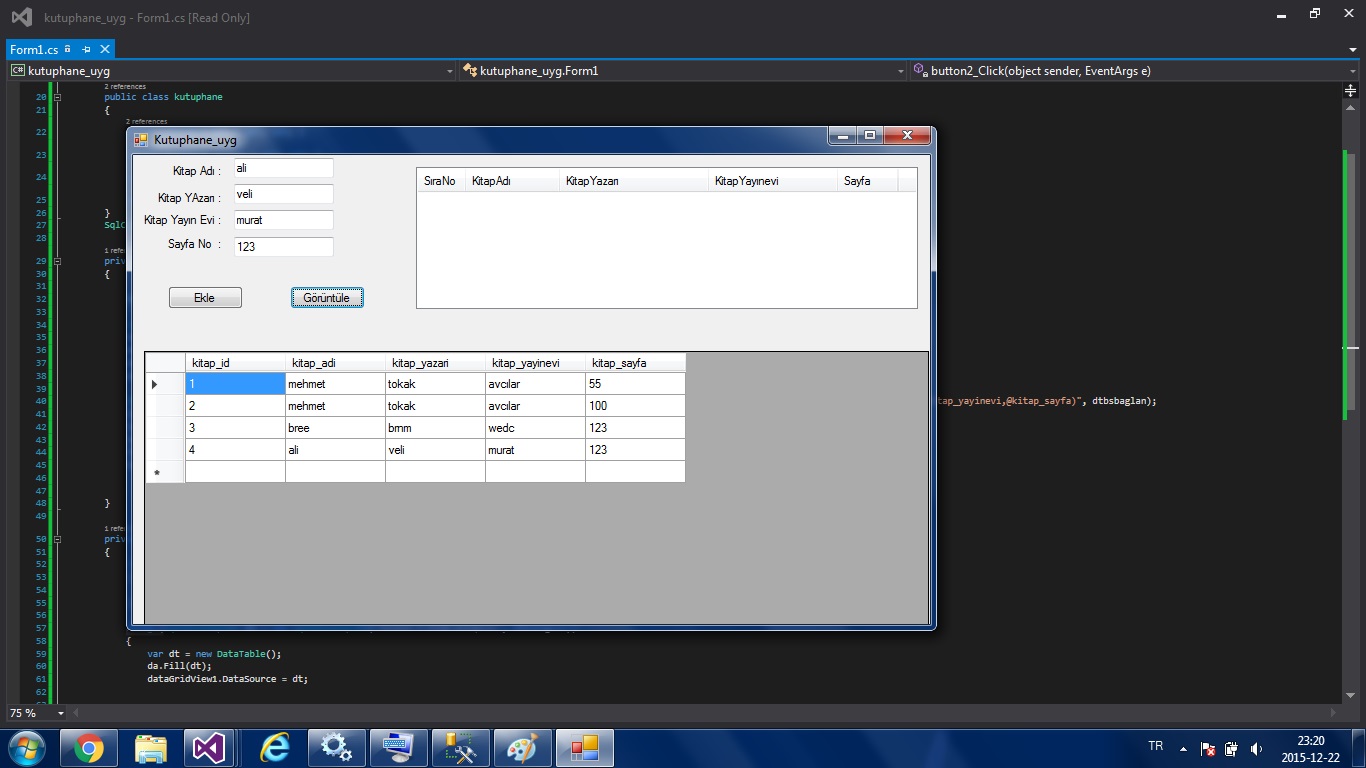 kutuphane_uyg - Form1.cs [Read Only]
Form1.cs
C# kutuphane_uyg
kutuphane_uyg.Form1
button2_Click(object sender, EventArgs e)
2 references
20 public class kutuphane
21 {
2 references
22
23
24
25
26 }
27 SqlC
28
1 refe
29 priv
30 {
31
32
33
34
35
36
37
38
39
40 tap_yayinevi,@kitap_sayfa)", dtbsbaglan);
41
42
43
44
45
46
47
48 }
49
1 refe
50 priv
51 {
52
53
54
55
56
57
58 {
59 var dt = new DataTable();
60 da.Fill(dt);
61 dataGridView1.DataSource = dt;
62
75 %
Kutuphane_uyg
Kitap Adı : ali
Kitap YAzarı : veli
Kitap Yayın Evi : murat
Sayfa No : 123
Ekle Görüntüle
SıraNo KitapAdı KitapYazarı KitapYayınevi Sayfa
kitap_id kitap_adi kitap_yazari kitap_yayinevi kitap_sayfa
1 mehmet tokak avcılar 55
2 mehmet tokak avcılar 100
3 bree bmm wedc 123
4 ali veli murat 123
TR
23:20
2015-12-22